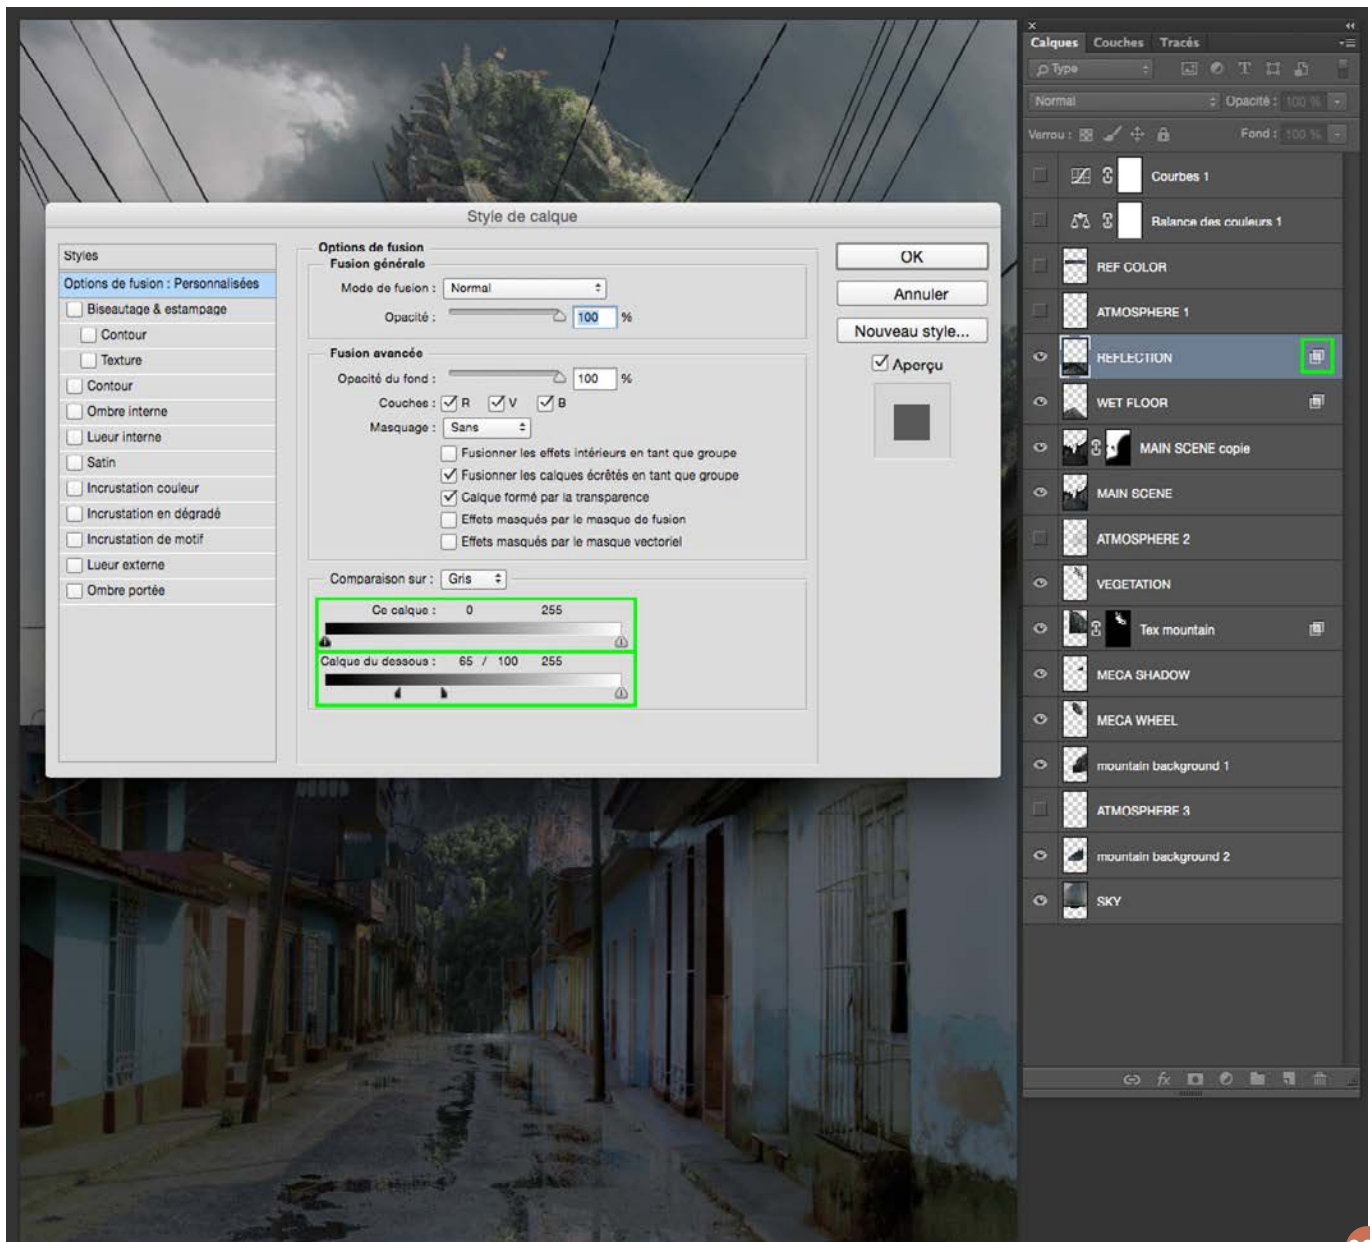 Calques Couches Tracés
Type
Normal Opacité : 100 %
Verrou : Fond : 100 %
Courbes 1
Balance des couleurs 1
REF COLOR
ATMOSPHERE 1
REFLECTION
WET FLOOR
MAIN SCENE copie
MAIN SCENE
ATMOSPHERE 2
VEGETATION
Tex mountain
MECA SHADOW
MECA WHEEL
mountain background 1
ATMOSPHERE 3
mountain background 2
SKY
fx
Style de calque
Styles
Options de fusion : Personnalisées
Biseautage & estampage
Contour
Texture
Contour
Ombre interne
Lueur interne
Satin
Incrustation couleur
Incrustation en dégradé
Incrustation de motif
Lueur externe
Ombre portée
Options de fusion
Fusion générale
Mode de fusion : Normal
Opacité : 100 %
Fusion avancée
Opacité du fond : 100 %
Couches : R V B
Masquage : Sans
Fusionner les effets intérieurs en tant que groupe
Fusionner les calques écrêtés en tant que groupe
Calque formé par la transparence
Effets masqués par le masque de fusion
Effets masqués par le masque vectoriel
Comparaison sur : Gris
Ce calque : 0 255
Calque du dessous : 65 / 100 255
OK
Annuler
Nouveau style...
Aperçu